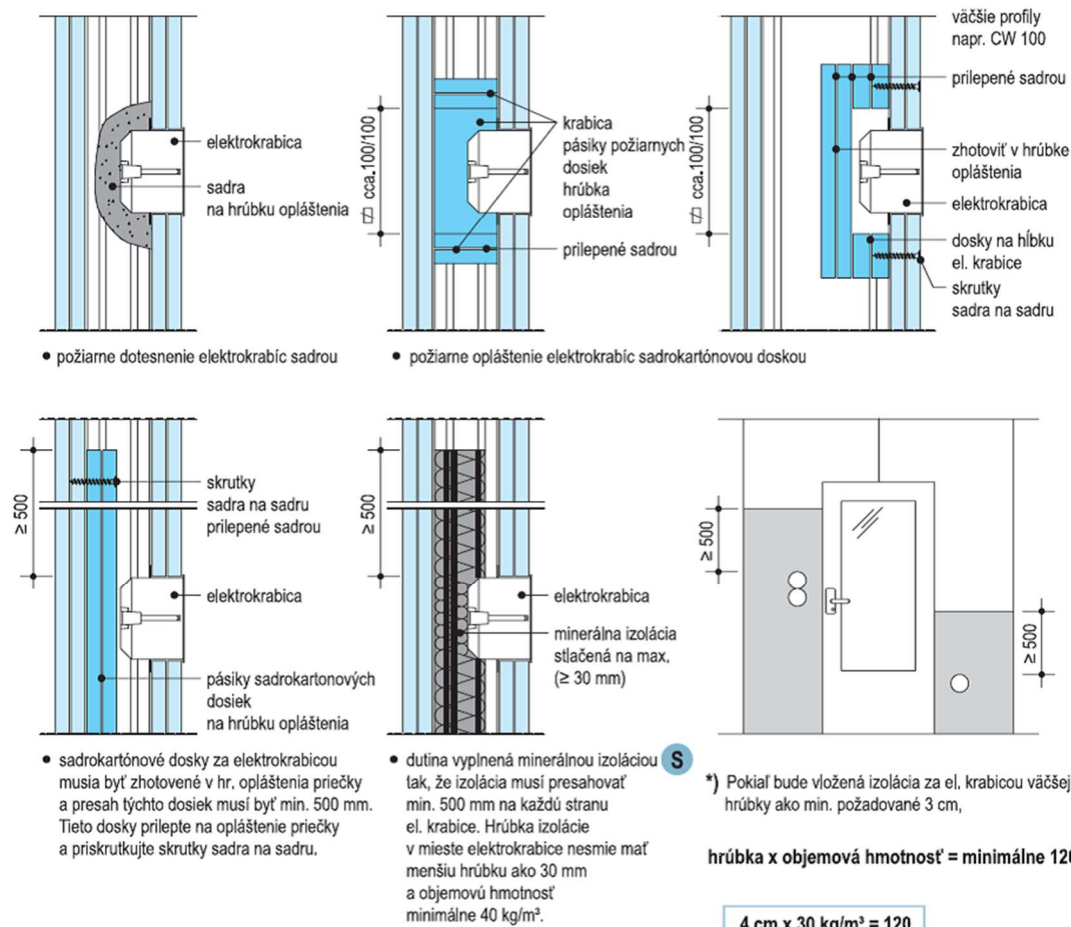 elektrokrabica
sadra
na hrúbku opláštenia
• požiarne dotesnenie elektrokrabíc sadrou
cca.100/100
krabica
pásiky požiarnych
dosiek
hrúbka
opláštenia
prilepené sadrou
• požiarne opláštenie elektrokrabíc sadrokartónovou doskou
cca.100/100
väčšie profily
napr. CW 100
prilepené sadrou
zhotoviť v hrúbke
opláštenia
elektrokrabica
dosky na hĺbku
el. krabice
skrutky
sadra na sadru
≥ 500
skrutky
sadra na sadru
prilepené sadrou
elektrokrabica
pásiky sadrokartonových
dosiek
na hrúbku opláštenia
• sadrokartónové dosky za elektrokrabicou
musia byť zhotovené v hr. opláštenia priečky
a presah týchto dosiek musí byť min. 500 mm.
Tieto dosky prilepte na opláštenie priečky
a priskrutkujte skrutky sadra na sadru.
≥ 500
elektrokrabica
minerálna izolácia
stlačená na max.
(≥ 30 mm)
• dutina vyplnená minerálnou izoláciou S
tak, že izolácia musí presahovať
min. 500 mm na každú stranu
el. krabice. Hrúbka izolácie
v mieste elektrokrabice nesmie mať
menšiu hrúbku ako 30 mm
a objemovú hmotnosť
minimálne 40 kg/m³.
≥ 500
≥ 500
*) Pokiaľ bude vložená izolácia za el. krabicou väčšej
hrúbky ako min. požadované 3 cm,
hrúbka x objemová hmotnosť = minimálne 120
4 cm x 30 kg/m³ = 120